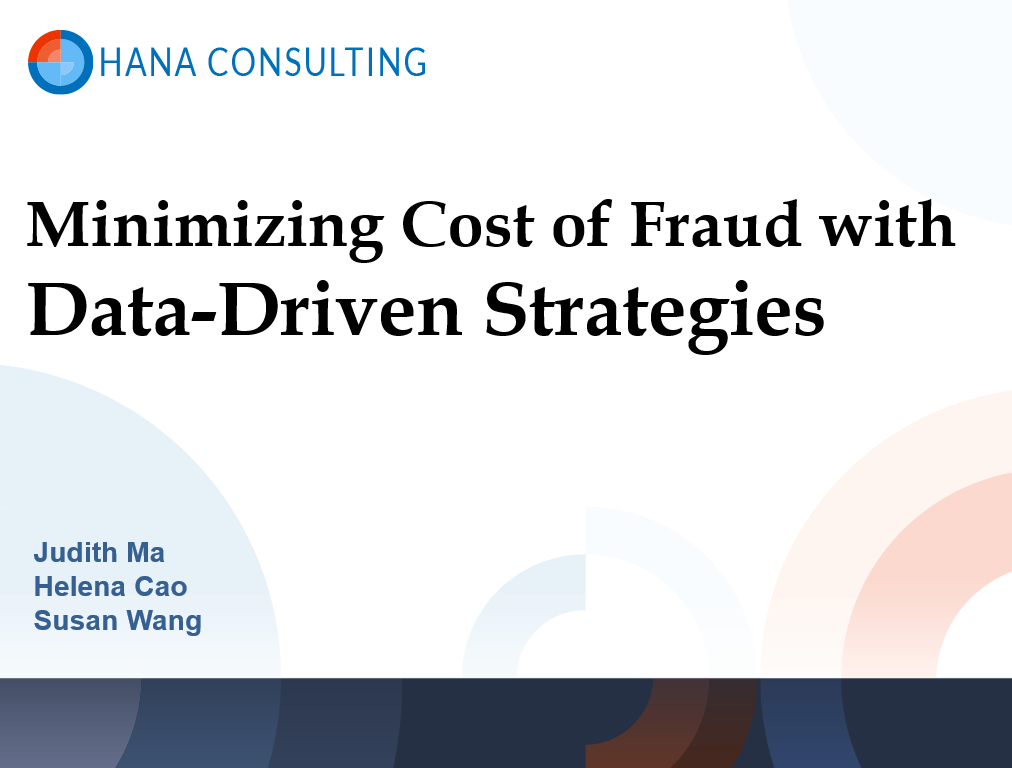 HANA CONSULTING
Minimizing Cost of Fraud with
Data-Driven Strategies
Judith Ma
Helena Cao
Susan Wang